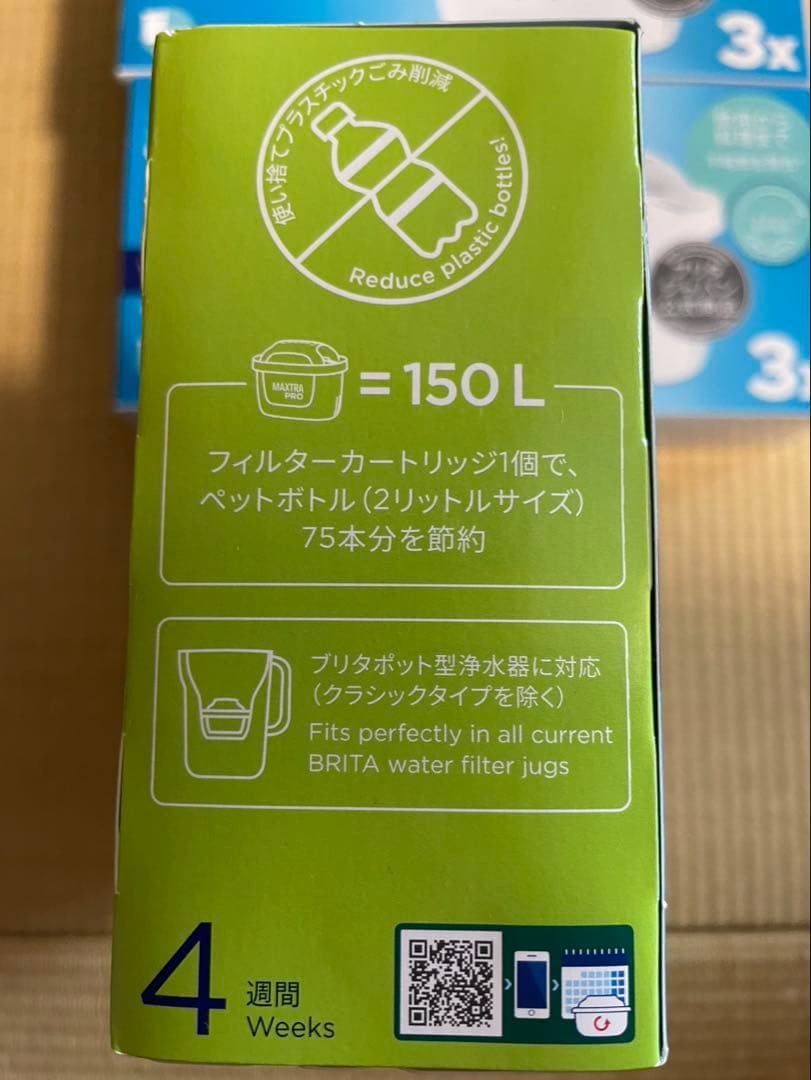 3x
使い捨てプラスチックごみ削減
Reduce plastic bottles!
MAXTRA
PRO
= 150 L
3x
フィルターカートリッジ1個で、
ペットボトル（2リットルサイズ）
75本分を節約
ブリタポット型浄水器に対応
（クラシックタイプを除く）
Fits perfectly in all current
BRITA water filter jugs
4 週間
Weeks